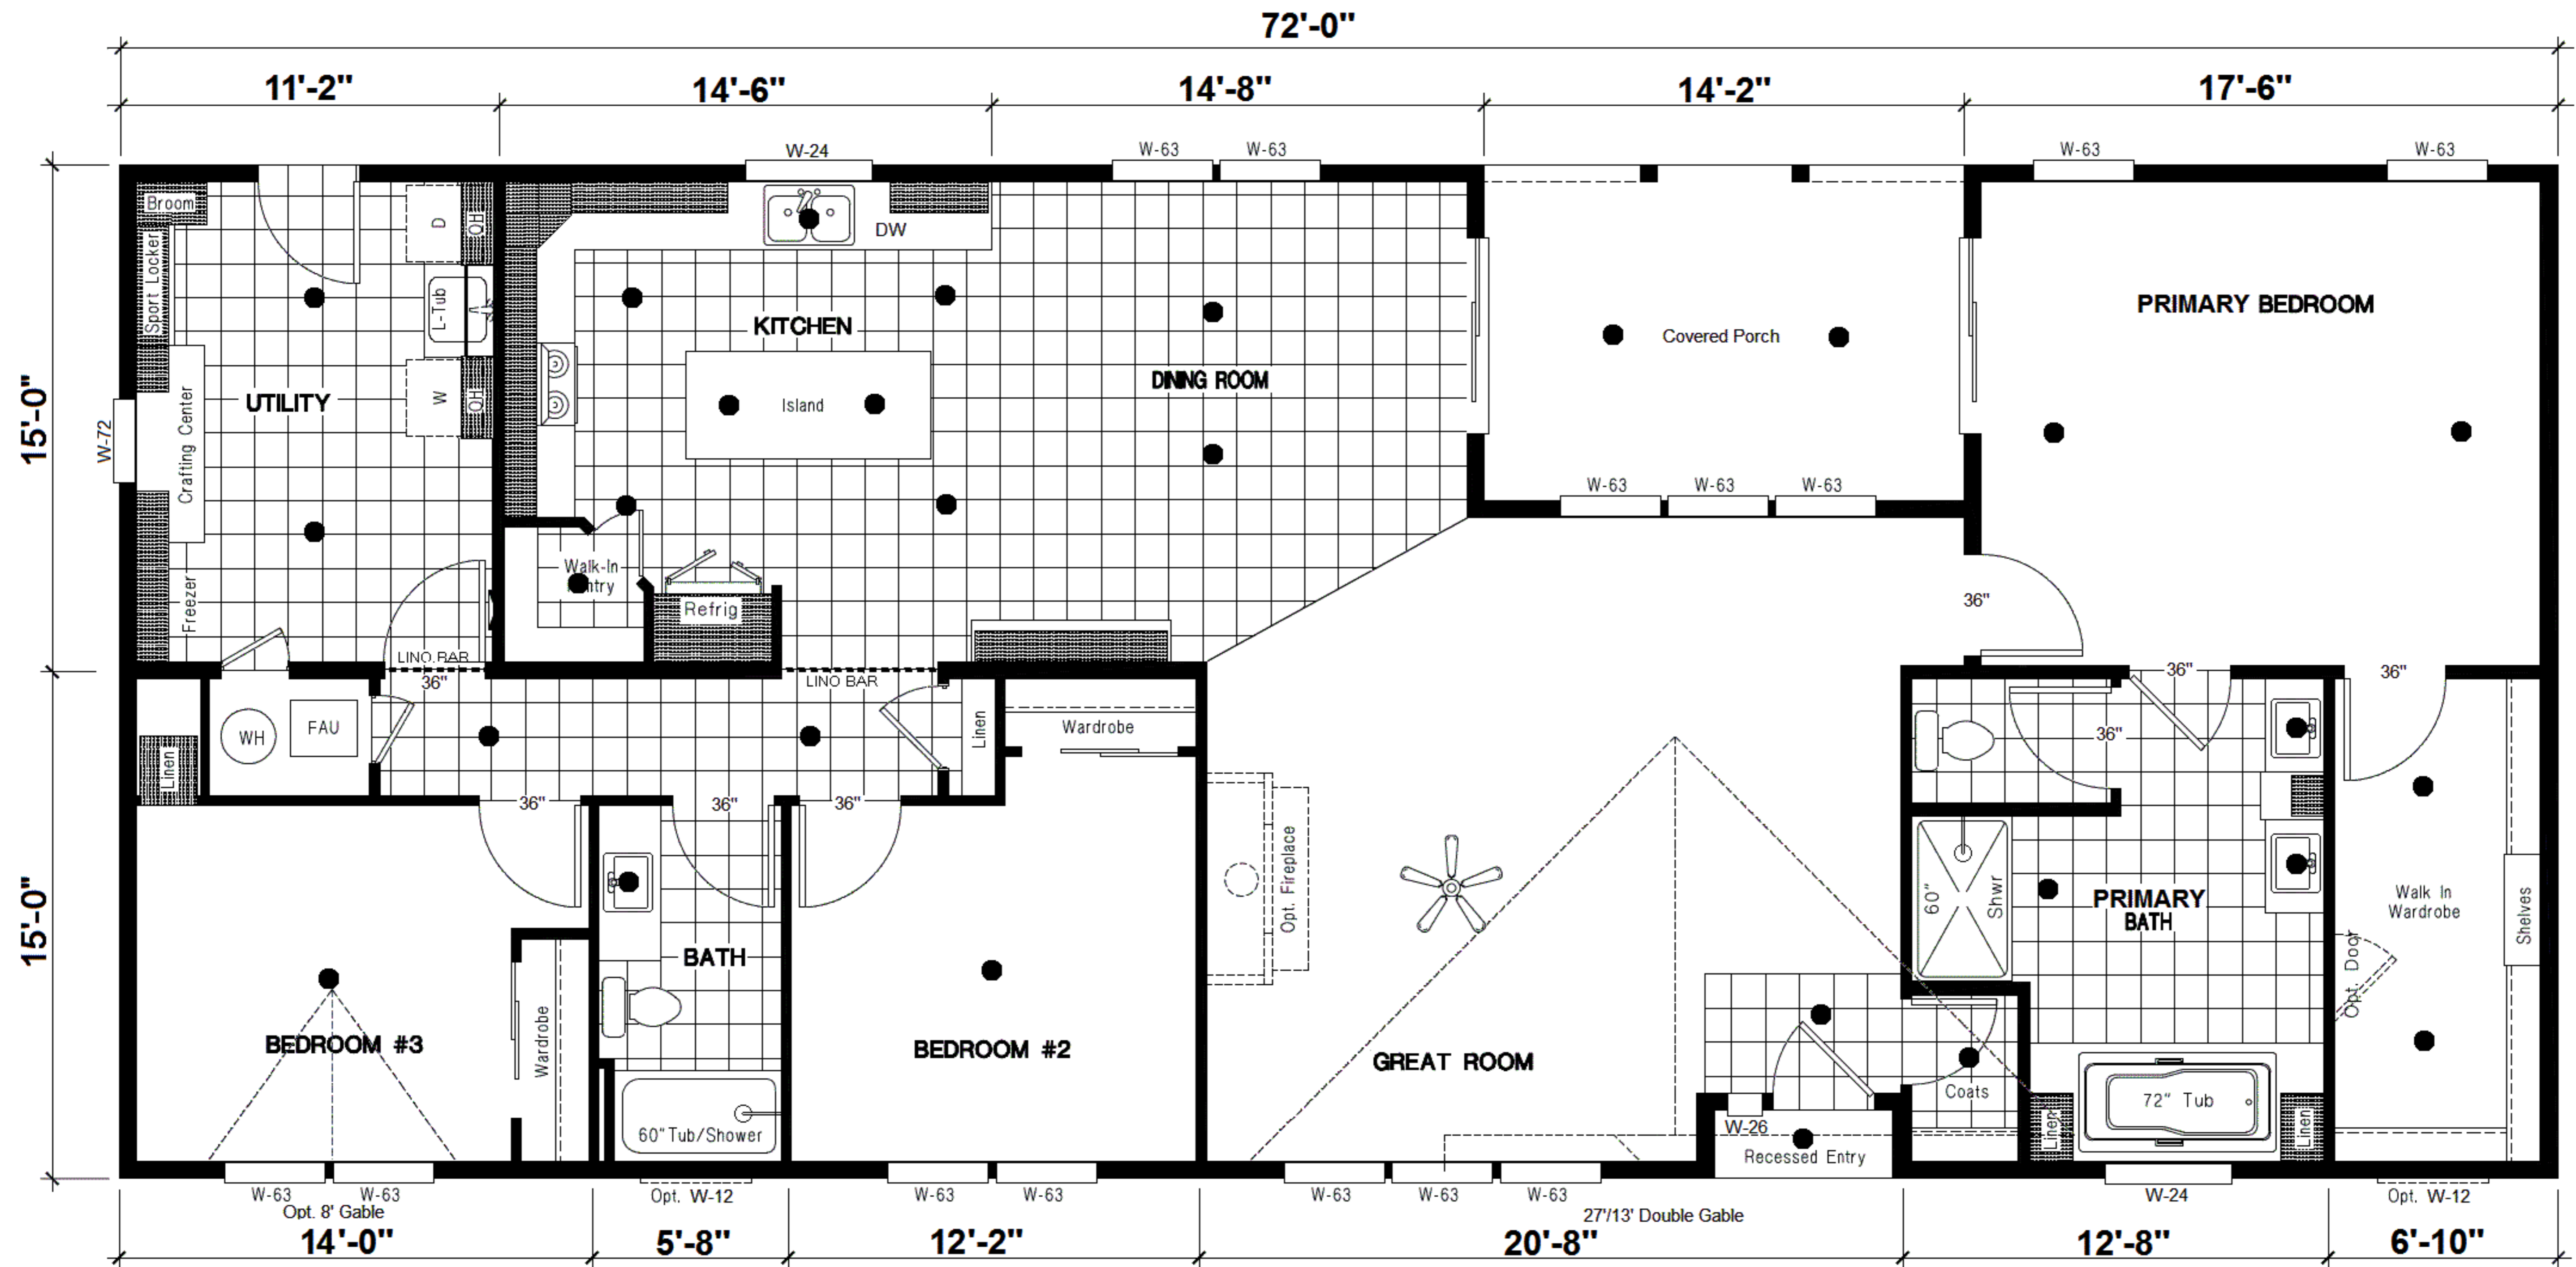 72'-0"
11'-2"
14'-6"
14'-8"
14'-2"
17'-6"
W-24
W-63
W-63
W-63
W-63
15'-0"
15'-0"
W-72
Broom
Sport Locker
Crafting Center
Freezer
UTILITY
D
OH
L-Tub
W
OH
LINO BAR
36"
KITCHEN
DW
Island
Walk-In
Refrig
LINO BAR
DINING ROOM
Covered Porch
W-63
W-63
W-63
PRIMARY BEDROOM
36"
36"
36"
36"
Linen
WH
FAU
Linen
Wardrobe
36"
36"
36"
BEDROOM #3
Wardrobe
BATH
60" Tub/Shower
BEDROOM #2
Opt. Fireplace
GREAT ROOM
60"
Shwr
PRIMARY
BATH
Walk In
Wardrobe
Shelves
Opt. Door
Coats
W-26
Recessed Entry
Linen
72" Tub
Linen
W-63
W-63
Opt. 8' Gable
Opt. W-12
W-63
W-63
W-63
W-63
W-63
27'/13' Double Gable
W-24
Opt. W-12
14'-0"
5'-8"
12'-2"
20'-8"
12'-8"
6'-10"